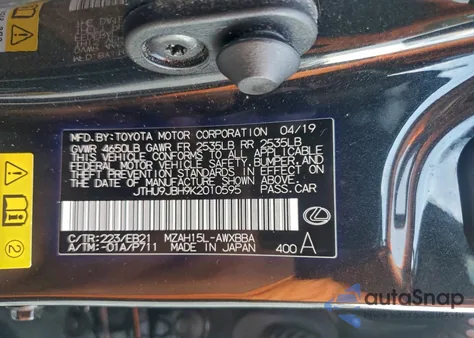 MFD.BY:TOYOTA MOTOR CORPORATION 04/19
GVWR 4650LB GAWR FR 2535LB RR 2535LB
THIS VEHICLE CONFORMS TO ALL APPLICABLE
FEDERAL MOTOR VEHICLE SAFETY,BUMPER,AND
THEFT PREVENTION STANDARDS IN EFFECT ON
THE DATE OF MANUFACTURE SHOWN ABOVE.
JTHU9JBH9K2010595 PASS.CAR
C/TR:223/EB21 MZAH15L-AWXBBA
A/TM:-01A/P711 MADE IN JAPAN 400 A
autoSnap